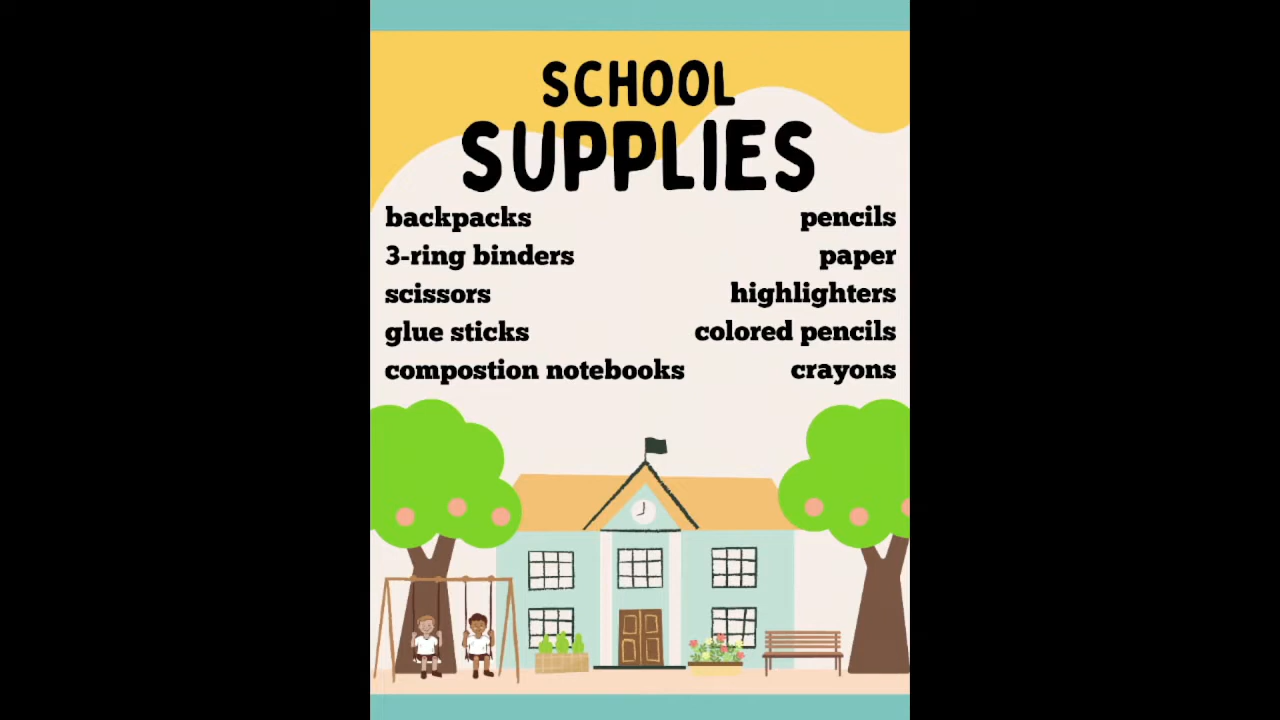 SCHOOL
SUPPLIES
backpacks
3-ring binders
scissors
glue sticks
compostion notebooks
pencils
paper
highlighters
colored pencils
crayons